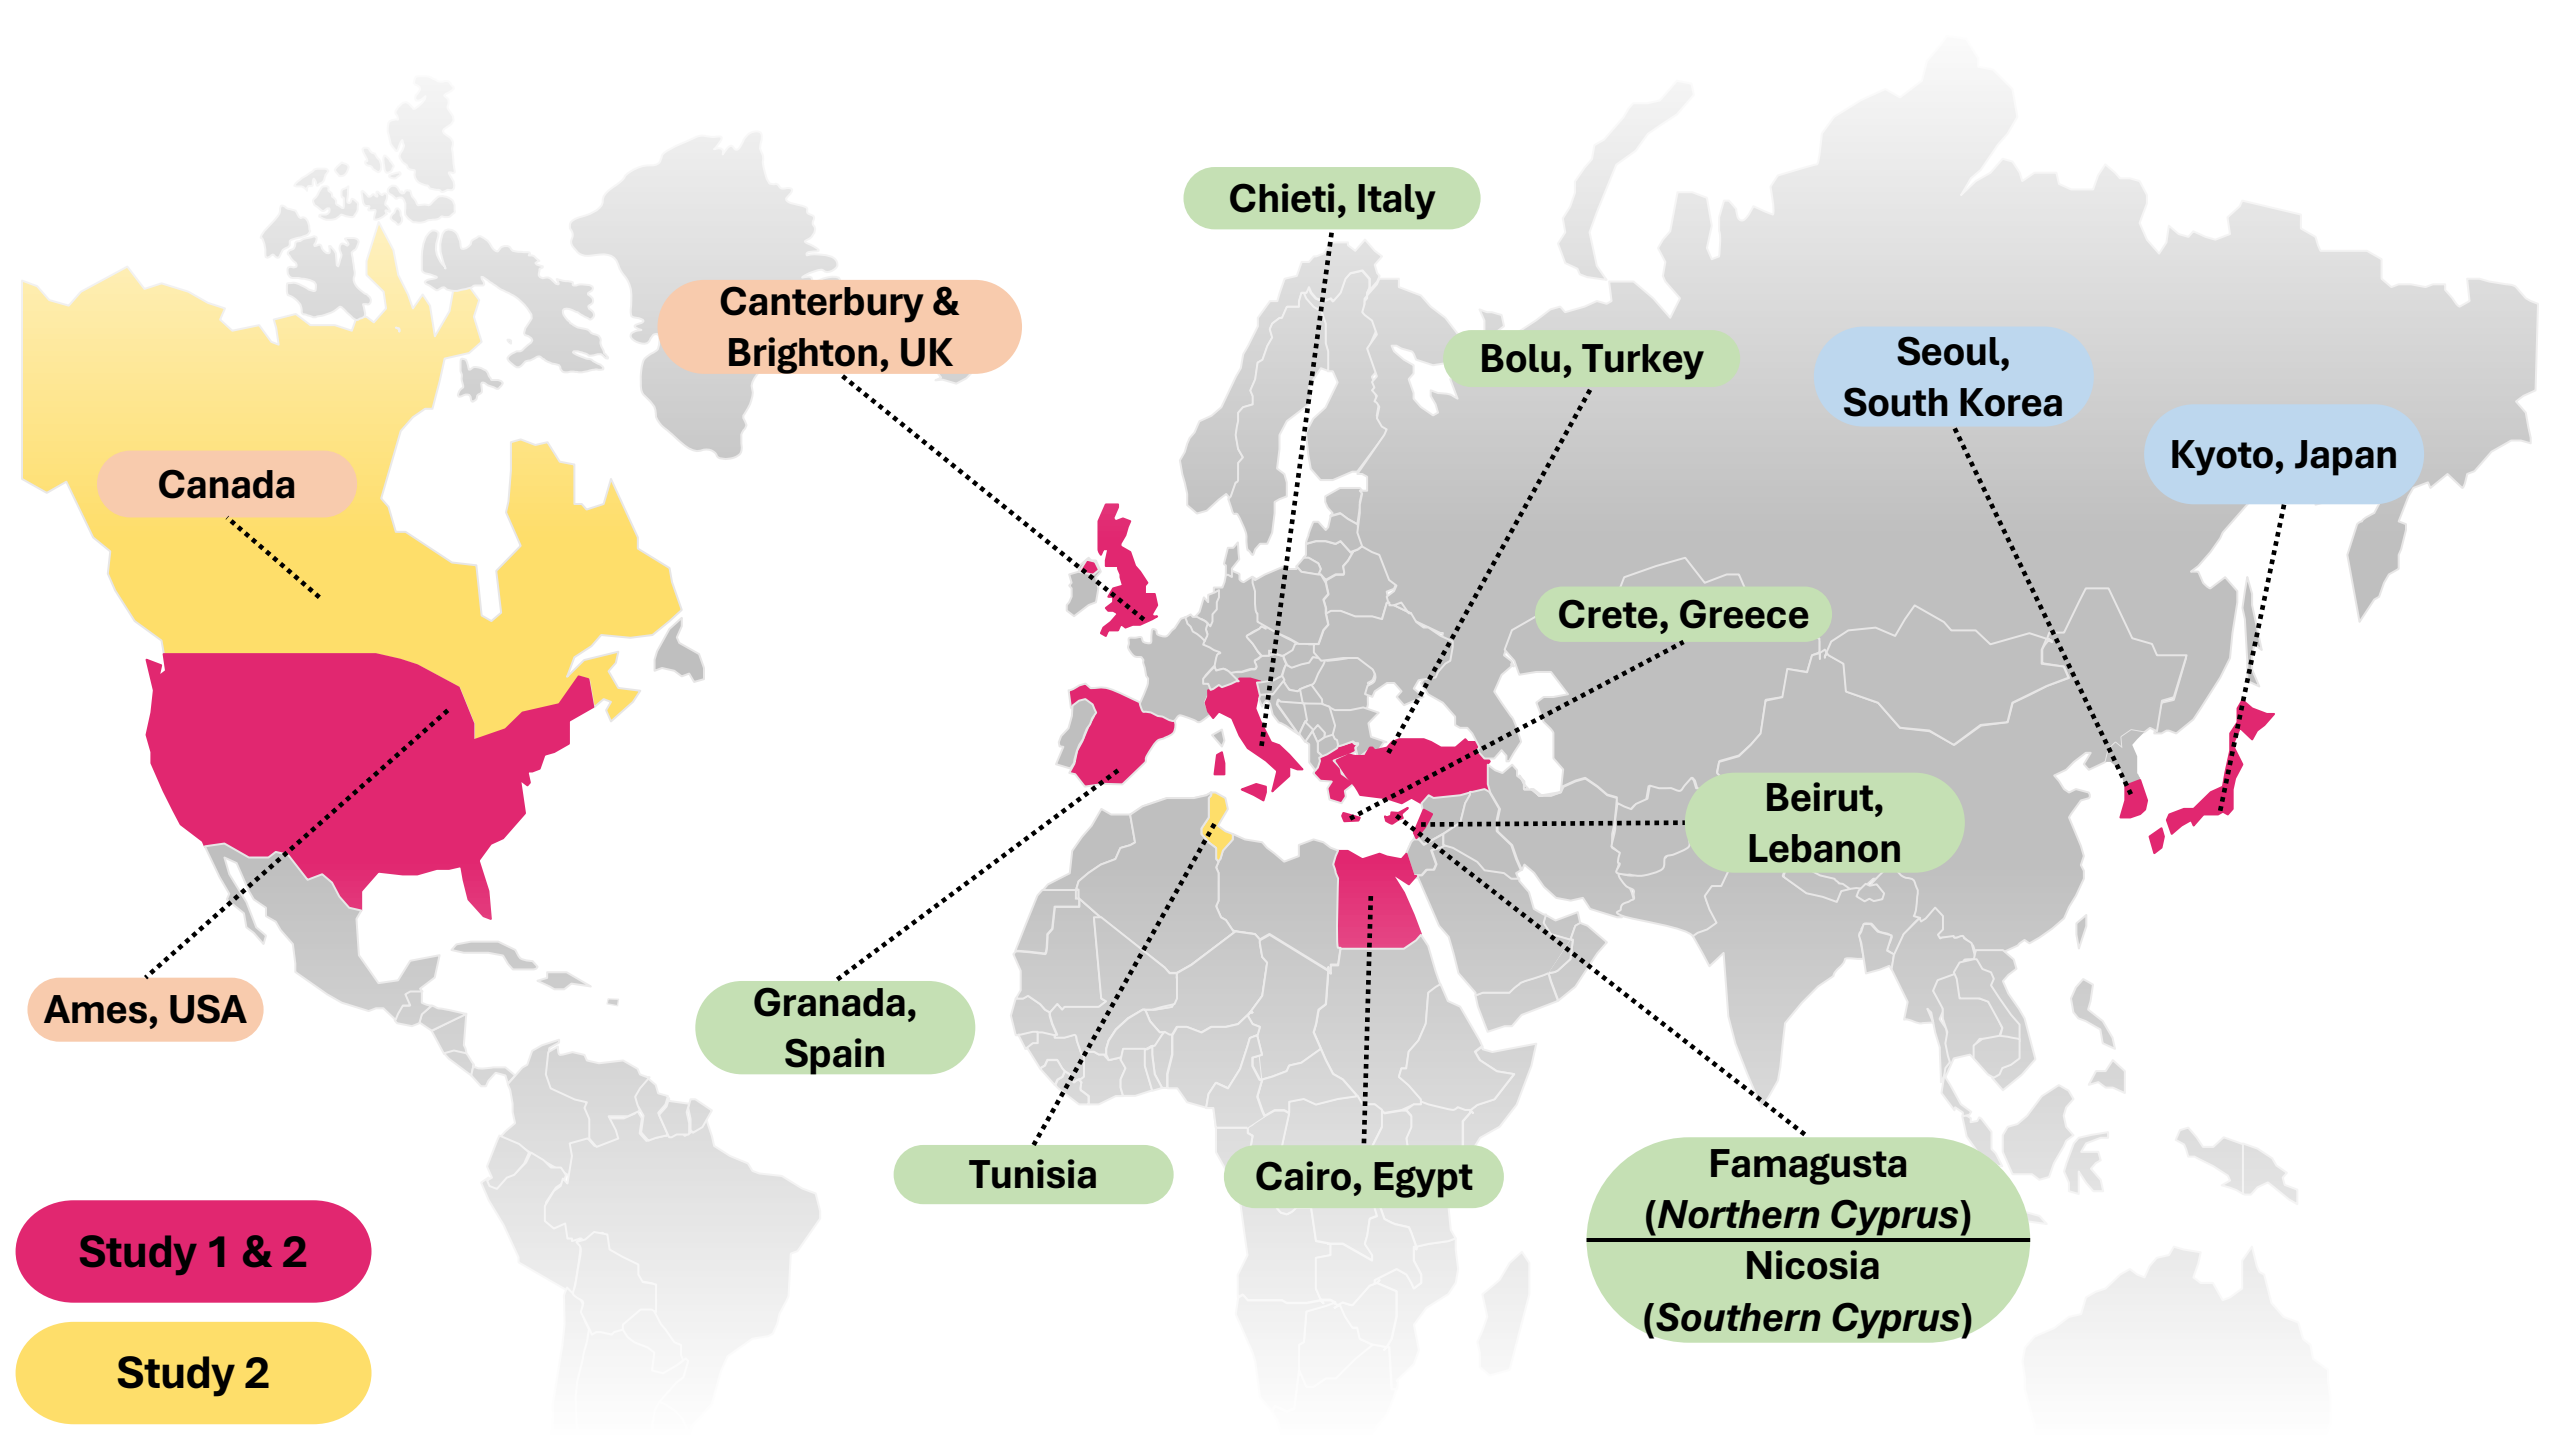 Chieti, Italy
Canterbury &
Brighton, UK
Bolu, Turkey
Seoul,
South Korea
Kyoto, Japan
Canada
Crete, Greece
Beirut,
Lebanon
Ames, USA
Granada,
Spain
Tunisia
Cairo, Egypt
Famagusta
(Northern Cyprus)
Nicosia
(Southern Cyprus)
Study 1 & 2
Study 2